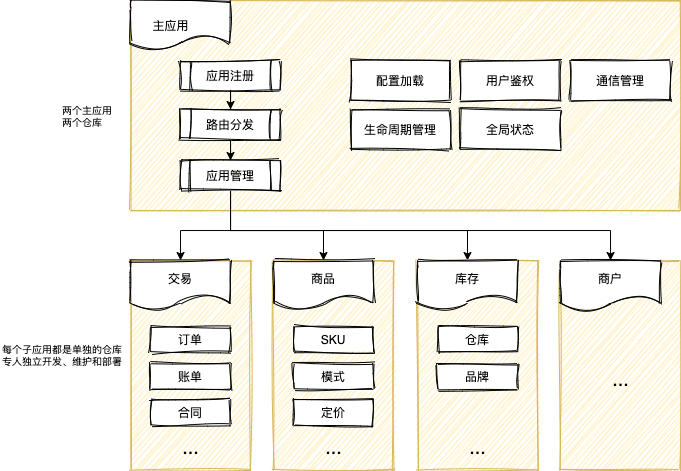 主应用
应用注册
路由分发
应用管理
配置加载
用户鉴权
通信管理
生命周期管理
全局状态
两个主应用
两个仓库
交易
商品
库存
商户
每个子应用都是单独的仓库
专人独立开发、维护和部署
订单
账单
合同
...
SKU
模式
定价
...
仓库
品牌
...
...